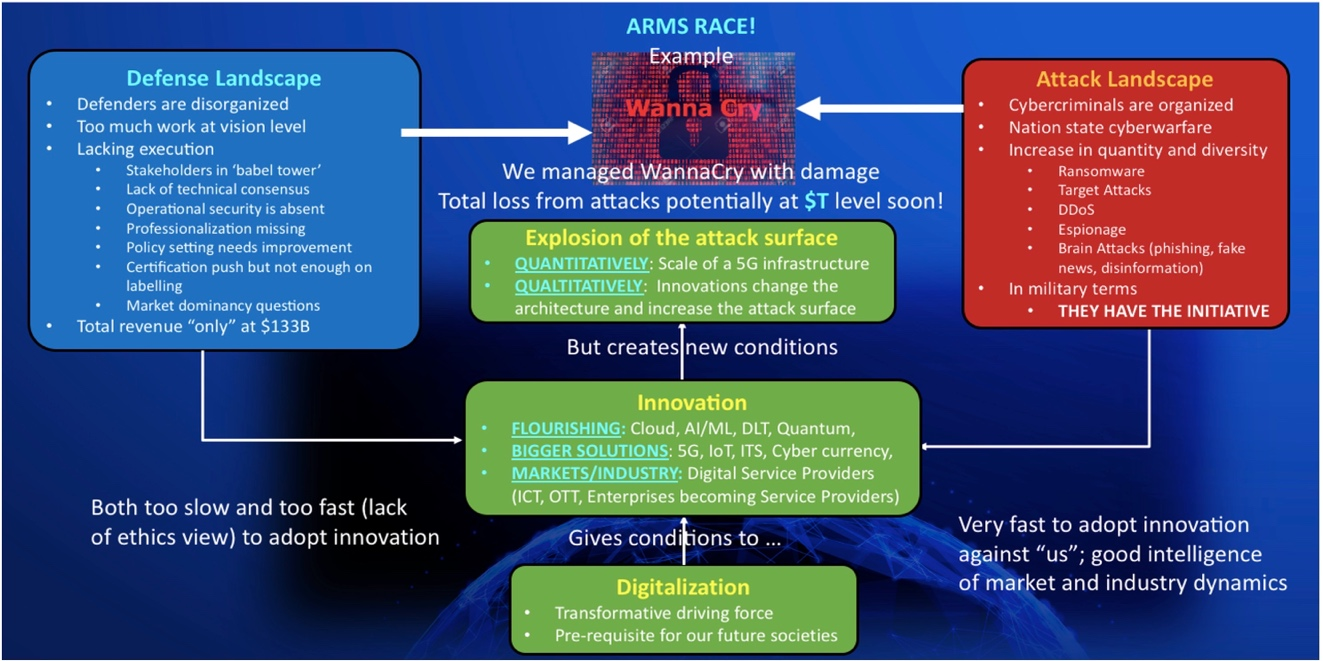 ARMS RACE!
Example
Wanna Cry
We managed WannaCry with damage
Total loss from attacks potentially at $T level soon!
Defense Landscape
• Defenders are disorganized
• Too much work at vision level
• Lacking execution
• Stakeholders in ‘babel tower’
• Lack of technical consensus
• Operational security is absent
• Professionalization missing
• Policy setting needs improvement
• Certification push but not enough on
labelling
• Market dominancy questions
• Total revenue “only” at $133B
Attack Landscape
• Cybercriminals are organized
• Nation state cyberwarfare
• Increase in quantity and diversity
• Ransomware
• Target Attacks
• DDoS
• Espionage
• Brain Attacks (phishing, fake
news, disinformation)
• In military terms
• THEY HAVE THE INITIATIVE
Explosion of the attack surface
• QUANTITATIVELY: Scale of a 5G infrastructure
• QUALTITATIVELY: Innovations change the
architecture and increase the attack surface
But creates new conditions
Innovation
• FLOURISHING: Cloud, AI/ML, DLT, Quantum,
• BIGGER SOLUTIONS: 5G, IoT, ITS, Cyber currency,
• MARKETS/INDUSTRY: Digital Service Providers
(ICT, OTT, Enterprises becoming Service Providers)
Both too slow and too fast (lack
of ethics view) to adopt innovation
Very fast to adopt innovation
against “us”; good intelligence
of market and industry dynamics
Gives conditions to ...
Digitalization
• Transformative driving force
• Pre-requisite for our future societies